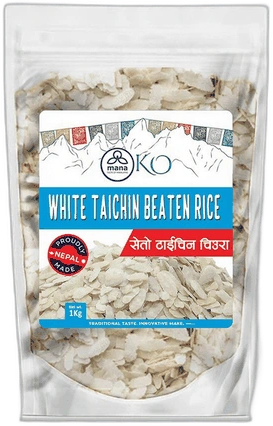 mana
KO
WHITE TAICHIN BEATEN RICE
सेतो ठाईचिन चिउरा
PROUDLY
NEPAL
MADE
Net wt.
1Kg
TRADITIONAL TASTE. INNOVATIVE MAKE.